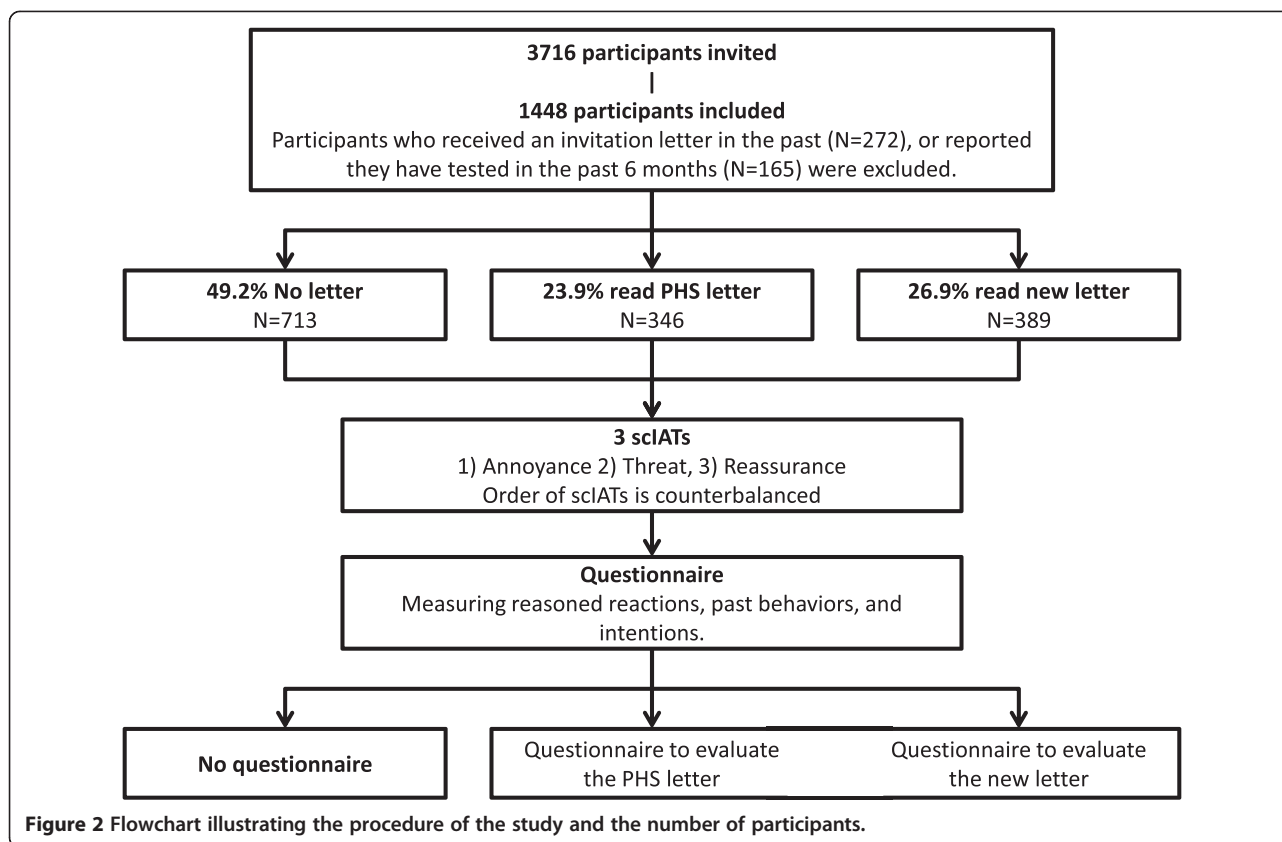 3716 participants invited
1448 participants included
Participants who received an invitation letter in the past (N=272), or reported
they have tested in the past 6 months (N=165) were excluded.
49.2% No letter
N=713
23.9% read PHS letter
N=346
26.9% read new letter
N=389
3 scIATs
1) Annoyance 2) Threat, 3) Reassurance
Order of scIATs is counterbalanced
Questionnaire
Measuring reasoned reactions, past behaviors, and
intentions.
No questionnaire
Questionnaire to evaluate
the PHS letter
Questionnaire to evaluate
the new letter
Figure 2 Flowchart illustrating the procedure of the study and the number of participants.